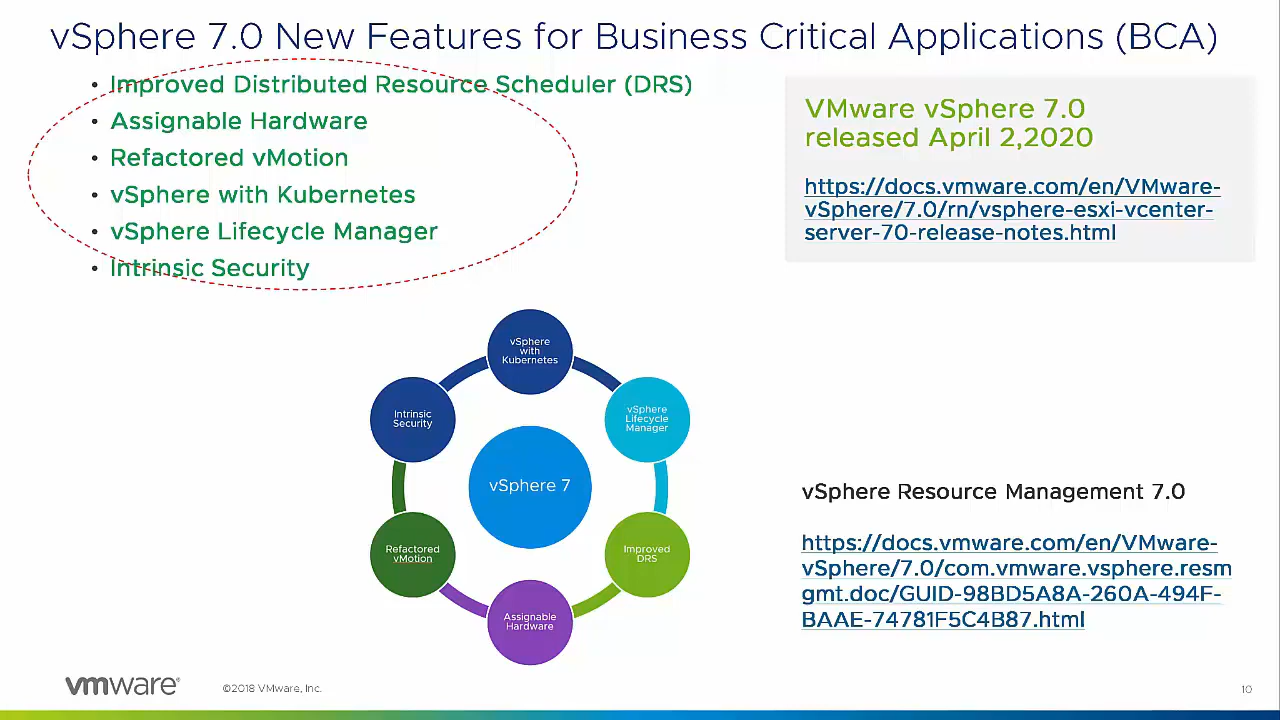 vSphere 7.0 New Features for Business Critical Applications (BCA)
• Improved Distributed Resource Scheduler (DRS)
• Assignable Hardware
• Refactored vMotion
• vSphere with Kubernetes
• vSphere Lifecycle Manager
• Intrinsic Security
VMware vSphere 7.0
released April 2,2020
https://docs.vmware.com/en/VMware-
vSphere/7.0/rn/vsphere-esxi-vcenter-
server-70-release-notes.html
vSphere
with
Kubernetes
Intrinsic
Security
vSphere
Lifecycle
Manager
vSphere 7
Refactored
vMotion
Improved
DRS
Assignable
Hardware
vSphere Resource Management 7.0
https://docs.vmware.com/en/VMware-
vSphere/7.0/com.vmware.vsphere.resm
gmt.doc/GUID-98BD5A8A-260A-494F-
BAAE-74781F5C4B87.html
vmware®
©2018 VMware, Inc.
10